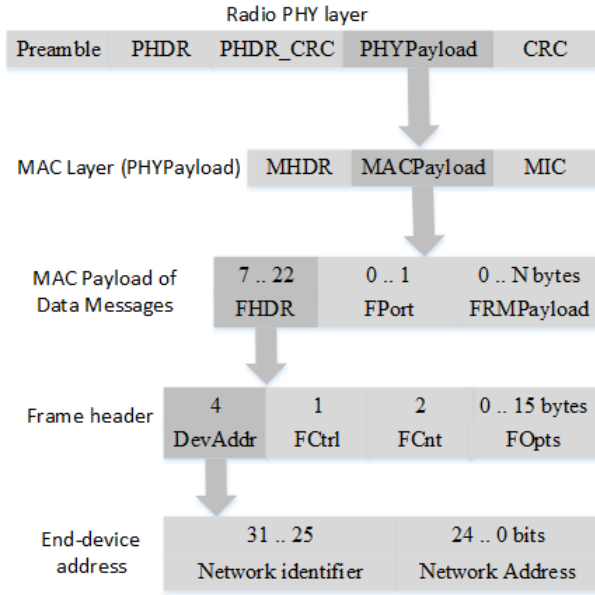 Radio PHY layer
Preamble PHDR PHDR_CRC PHYPayload CRC
MAC Layer (PHYPayload) MHDR MACPayload MIC
MAC Payload of Data Messages
7 .. 22 0 .. 1 0 .. N bytes
FHDR FPort FRMPayload
Frame header
4 1 2 0 .. 15 bytes
DevAddr FCtrl FCnt FOpts
End-device address
31 .. 25 24 .. 0 bits
Network identifier Network Address